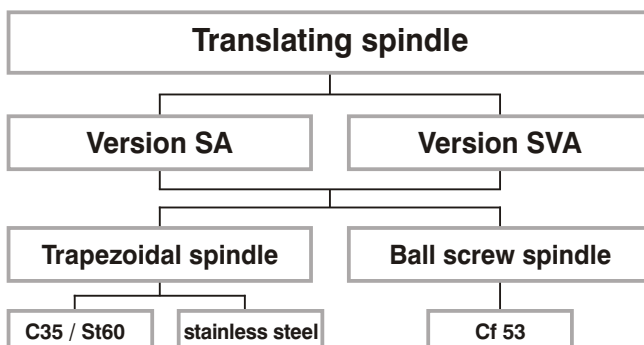 Translating spindle
Version SA
Version SVA
Trapezoidal spindle
Ball screw spindle
C35 / St60
stainless steel
Cf 53